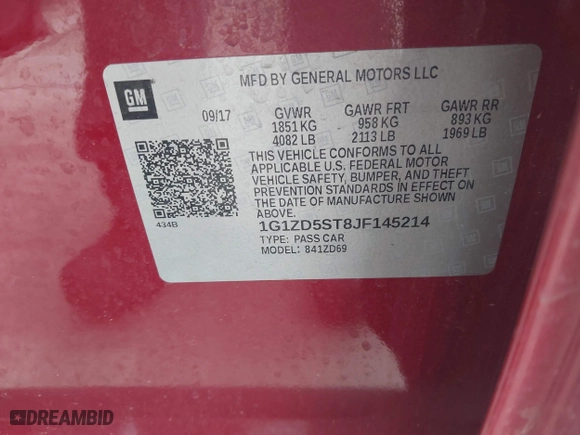 MFD BY GENERAL MOTORS LLC
GM
09/17 GVWR GAWR FRT GAWR RR
1851 KG 958 KG 893 KG
4082 LB 2113 LB 1969 LB
THIS VEHICLE CONFORMS TO ALL
APPLICABLE U.S. FEDERAL MOTOR
VEHICLE SAFETY, BUMPER, AND THEFT
PREVENTION STANDARDS IN EFFECT ON
THE DATE OF MANUFACTURE SHOWN
ABOVE.
434B
1G1ZD5ST8JF145214
TYPE: PASS CAR
MODEL: 841ZD69
DREAMBID